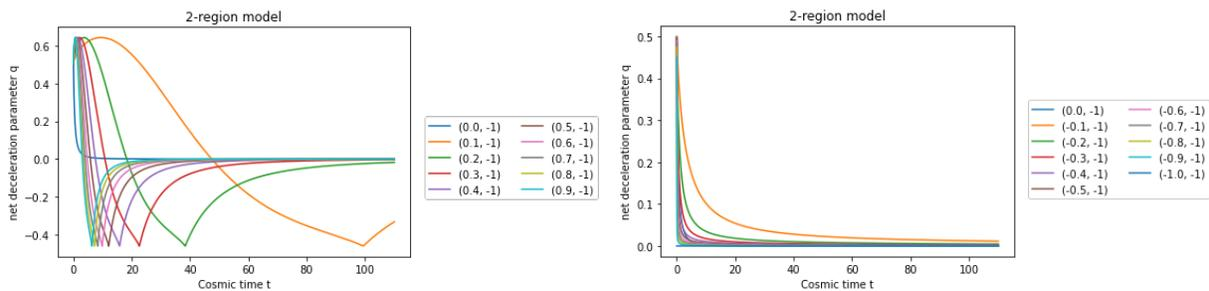 2-region model
net deceleration parameter q
0.6
0.4
0.2
0.0
−0.2
−0.4
0 20 40 60 80 100
Cosmic time t
(0.0, -1) (0.5, -1)
(0.1, -1) (0.6, -1)
(0.2, -1) (0.7, -1)
(0.3, -1) (0.8, -1)
(0.4, -1) (0.9, -1)
2-region model
net deceleration parameter q
0.5
0.4
0.3
0.2
0.1
0.0
0 20 40 60 80 100
Cosmic time t
(0.0, -1) (-0.6, -1)
(-0.1, -1) (-0.7, -1)
(-0.2, -1) (-0.8, -1)
(-0.3, -1) (-0.9, -1)
(-0.4, -1) (-1.0, -1)
(-0.5, -1)